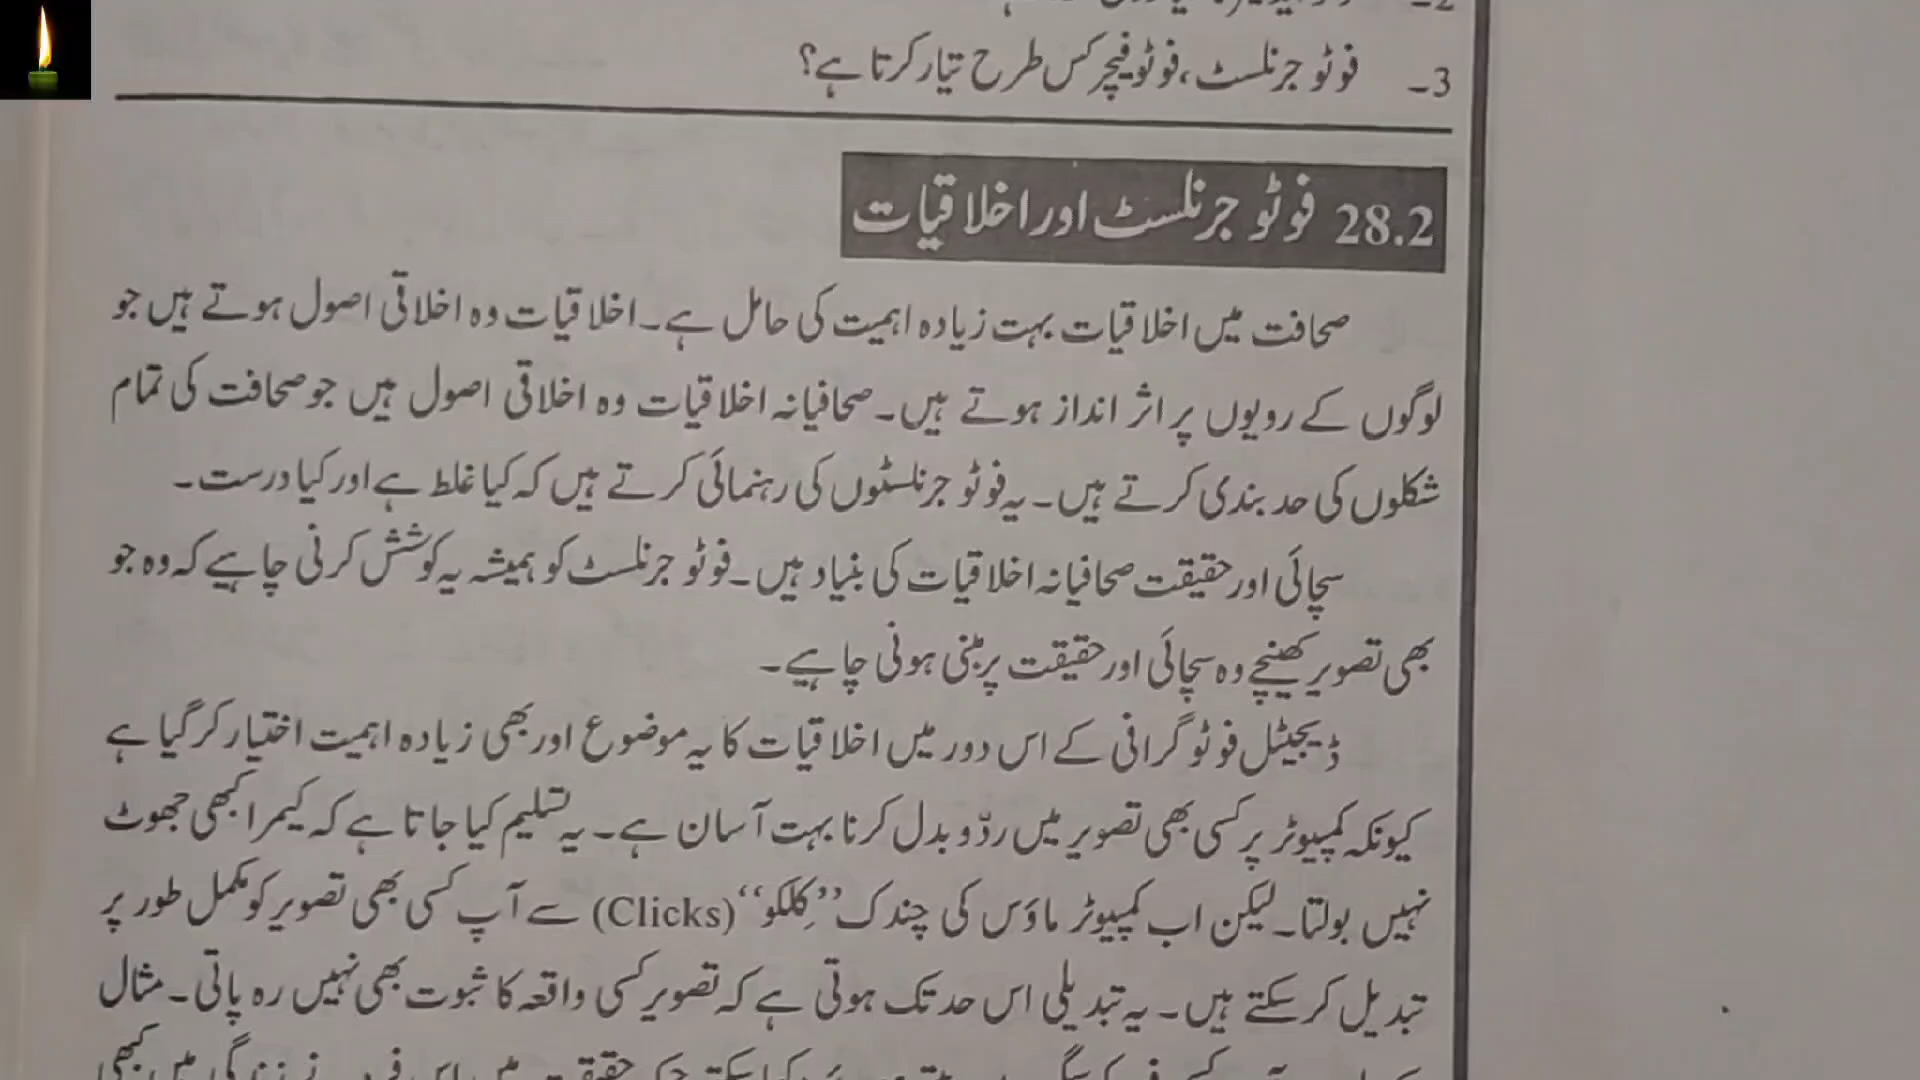 3۔ فوٹو جرنلسٹ، فوٹو فیچر کس طرح تیار کرتا ہے؟
28.2 فوٹو جرنلسٹ اور اخلاقیات
صحافت میں اخلاقیات بہت زیادہ اہمیت کی حامل ہے۔ اخلاقیات وہ اخلاقی اصول ہوتے ہیں جو
لوگوں کے رویوں پر اثر انداز ہوتے ہیں۔ صحافیانہ اخلاقیات وہ اخلاقی اصول ہیں جو صحافت کی تمام
شکلوں کی حد بندی کرتے ہیں۔ یہ فوٹو جرنلسٹوں کی رہنمائی کرتے ہیں کہ کیا غلط ہے اور کیا درست۔
سچائی اور حقیقت صحافیانہ اخلاقیات کی بنیاد ہیں۔ فوٹو جرنلسٹ کو ہمیشہ یہ کوشش کرنی چاہیے کہ وہ جو
بھی تصویر کھینچے وہ سچائی اور حقیقت پر مبنی ہونی چاہیے۔
ڈیجیٹل فوٹو گرافی کے اس دور میں اخلاقیات کا یہ موضوع اور بھی زیادہ اہمیت اختیار کر گیا ہے
کیونکہ کمپیوٹر پر کسی بھی تصویر میں ردّ و بدل کرنا بہت آسان ہے۔ یہ تسلیم کیا جاتا ہے کہ کیمرا کبھی جھوٹ
نہیں بولتا۔ لیکن اب کمپیوٹر ماؤس کی چند ک ”کِلکو“ (Clicks) سے آپ کسی بھی تصویر کو مکمل طور پر
تبدیل کر سکتے ہیں۔ یہ تبدیلی اس حد تک ہوتی ہے کہ تصویر کسی واقعہ کا ثبوت بھی نہیں رہ پاتی۔ مثال